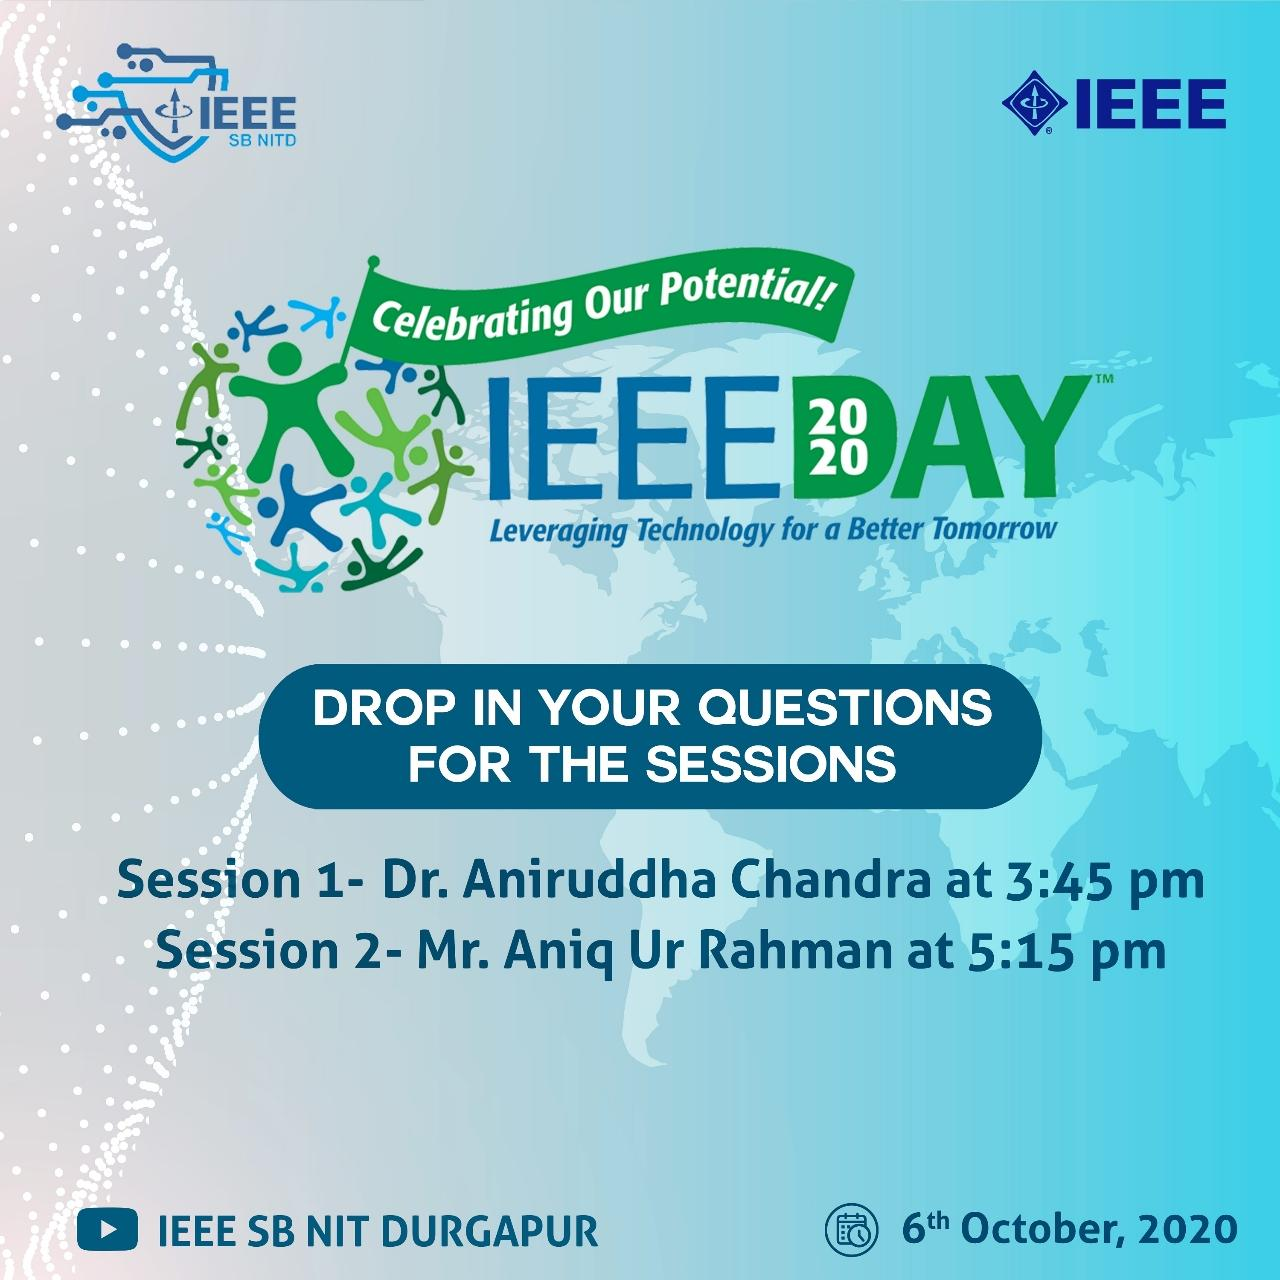 IEEE
SB NITD
IEEE
Celebrating Our Potential!
IEEE DAY™
20
20
Leveraging Technology for a Better Tomorrow
DROP IN YOUR QUESTIONS
FOR THE SESSIONS
Session 1- Dr. Aniruddha Chandra at 3:45 pm
Session 2- Mr. Aniq Ur Rahman at 5:15 pm
IEEE SB NIT DURGAPUR
6th October, 2020